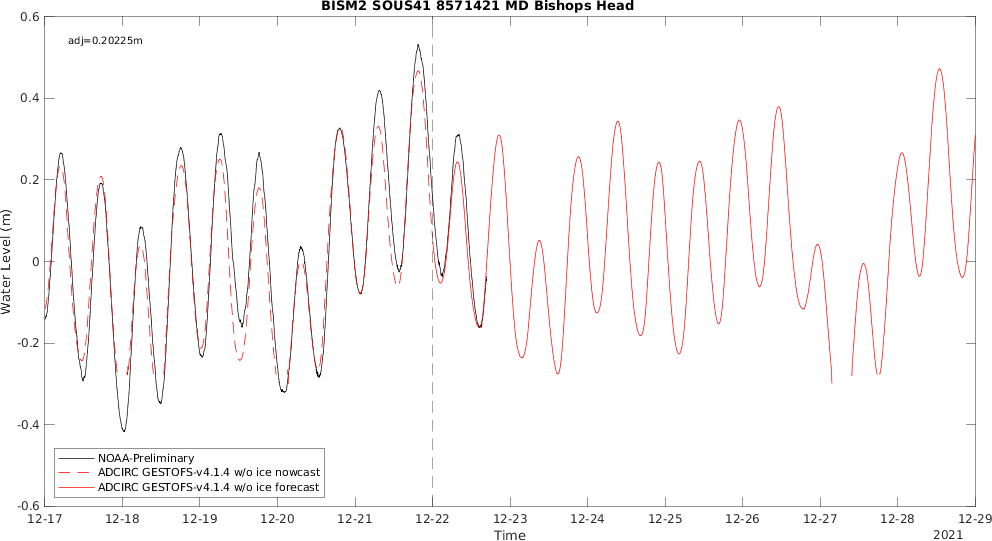 BISM2 SOUS41 8571421 MD Bishops Head
adj=0.20225m
0.6
0.4
0.2
0
-0.2
-0.4
-0.6
Water Level (m)
NOAA-Preliminary
ADCIRC GESTOFS-v4.1.4 w/o ice nowcast
ADCIRC GESTOFS-v4.1.4 w/o ice forecast
12-17 12-18 12-19 12-20 12-21 12-22 12-23 12-24 12-25 12-26 12-27 12-28 12-29
Time
2021